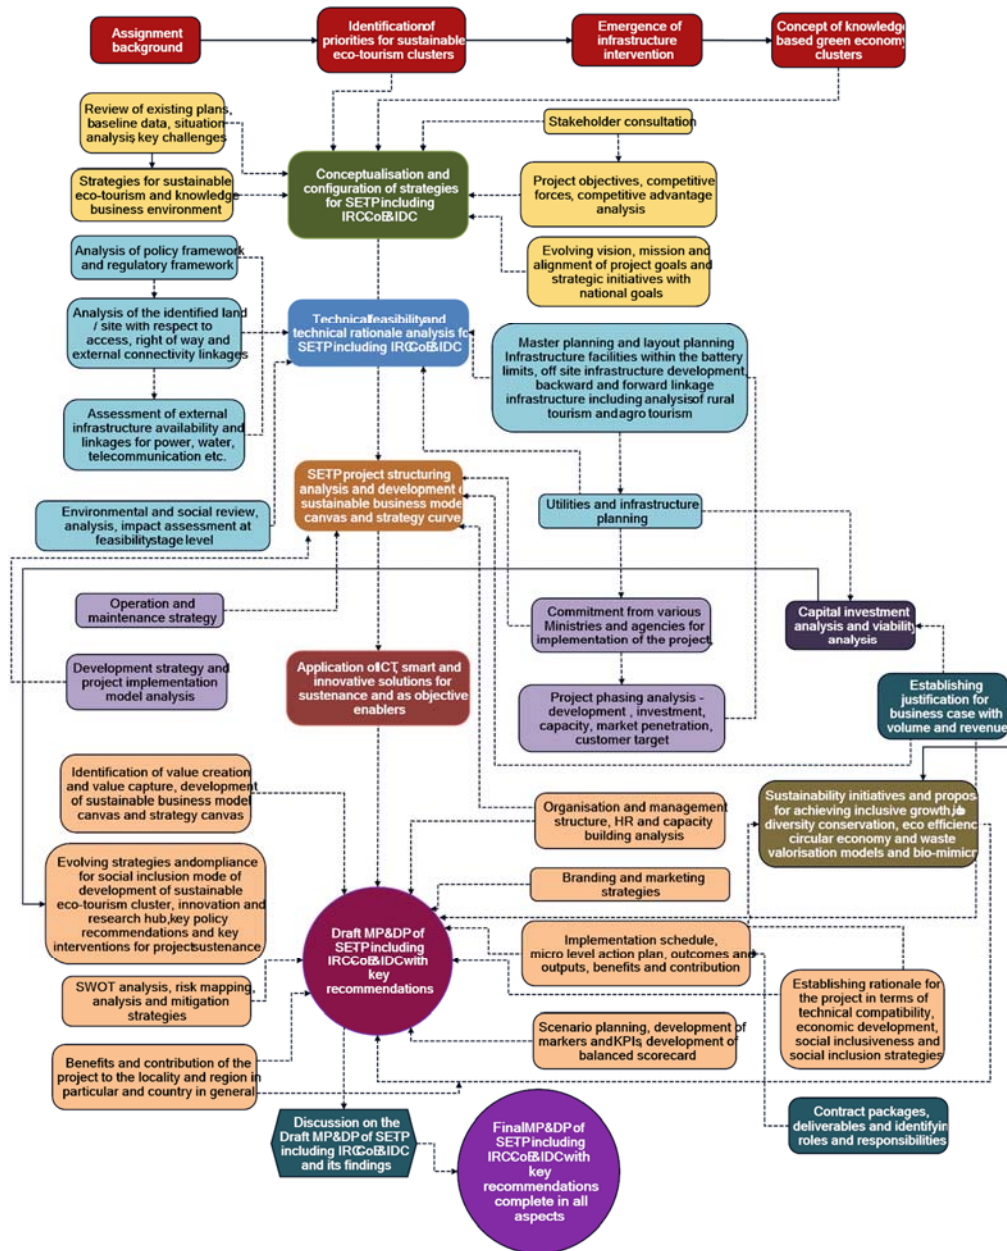 Assignment
background
Identification of
priorities for sustainable
eco-tourism clusters
Emergence of
infrastructure
intervention
Concept of knowledge
based green economy
clusters
Review of existing plans,
baseline data, situation
analysis, key challenges
Stakeholder consultation
Conceptualisation and
configuration of strategies
for SE-TP including
IRC-CoE&IDC
Strategies for sustainable
eco-tourism and knowledge
business environment
Project objectives, competitive
forces, competitive advantage
analysis
Analysis of policy framework
and regulatory framework
Evolving vision, mission and
alignment of project goals and
strategic initiatives with
national goals
Analysis of the identified land
/ site with respect to
access, right of way and
external connectivity linkages
Technical feasibility and
technical rationale analysis fo
SETP including IRC-CoE&IDC
Master planning and layout planning
Infrastructure facilities within the battery
limits, off site infrastructure development,
backward and forward linkage
infrastructure including analysis of rural
tourism and agro tourism
Assessment of external
infrastructure availability and
linkages for power, water,
telecommunication etc.
SE-TP project structuring
analysis and development o
sustainable business mode
canvas and strategy curve
Environmental and social review,
analysis, impact assessment at
feasibility stage level
Utilities and infrastructure
planning
Operation and
maintenance strategy
Commitment from various
Ministries and agencies for
implementation of the project,
Capital investment
analysis and viability
analysis
Development strategy and
project implementation
model analysis
Application of ICT, smart and
innovative solutions for
sustenance and as objective
enablers
Project phasing analysis -
development , investment,
capacity, market penetration,
customer target
Establishing
justification for
business case with
volume and revenue
Identification of value creation
and value capture, development
of sustainable business model
canvas and strategy canvas
Organisation and management
structure, HR and capacity
building analysis
Sustainability initiatives and propos
for achieving inclusive growth,
diversity conservation, eco efficienc
circular economy and waste
valorisation models and bio-mimicr
Evolving strategies and ompliance
for social inclusion mode of
development of sustainable
eco-tourism cluster, innovation and
research hub, key policy
recommendations and key
interventions for project sustenance
Branding and marketing
strategies
Draft MP&DP of
SETP including
IRC-CoE&IDC with
key
recommendations
Implementation schedule,
micro level action plan, outcomes and
outputs, benefits and contribution
SWOT analysis, risk mapping,
analysis and mitigation
strategies
Establishing rationale for
the project in terms of
technical compatibility,
economic development,
social inclusiveness and
social inclusion strategies
Scenario planning, development of
markers and KPIs, development of
balanced scorecard
Benefits and contribution of the
project to the locality and region in
particular and country in general
Contract packages,
deliverables and identifyin
roles and responsibilities
Discussion on the
Draft MP&DP of SE-TP
including IRC-CoE&IDC
and its findings
Final MP&DP of
SETP including
IRC-CoE&IDC with
key
recommendations
complete in all
aspects